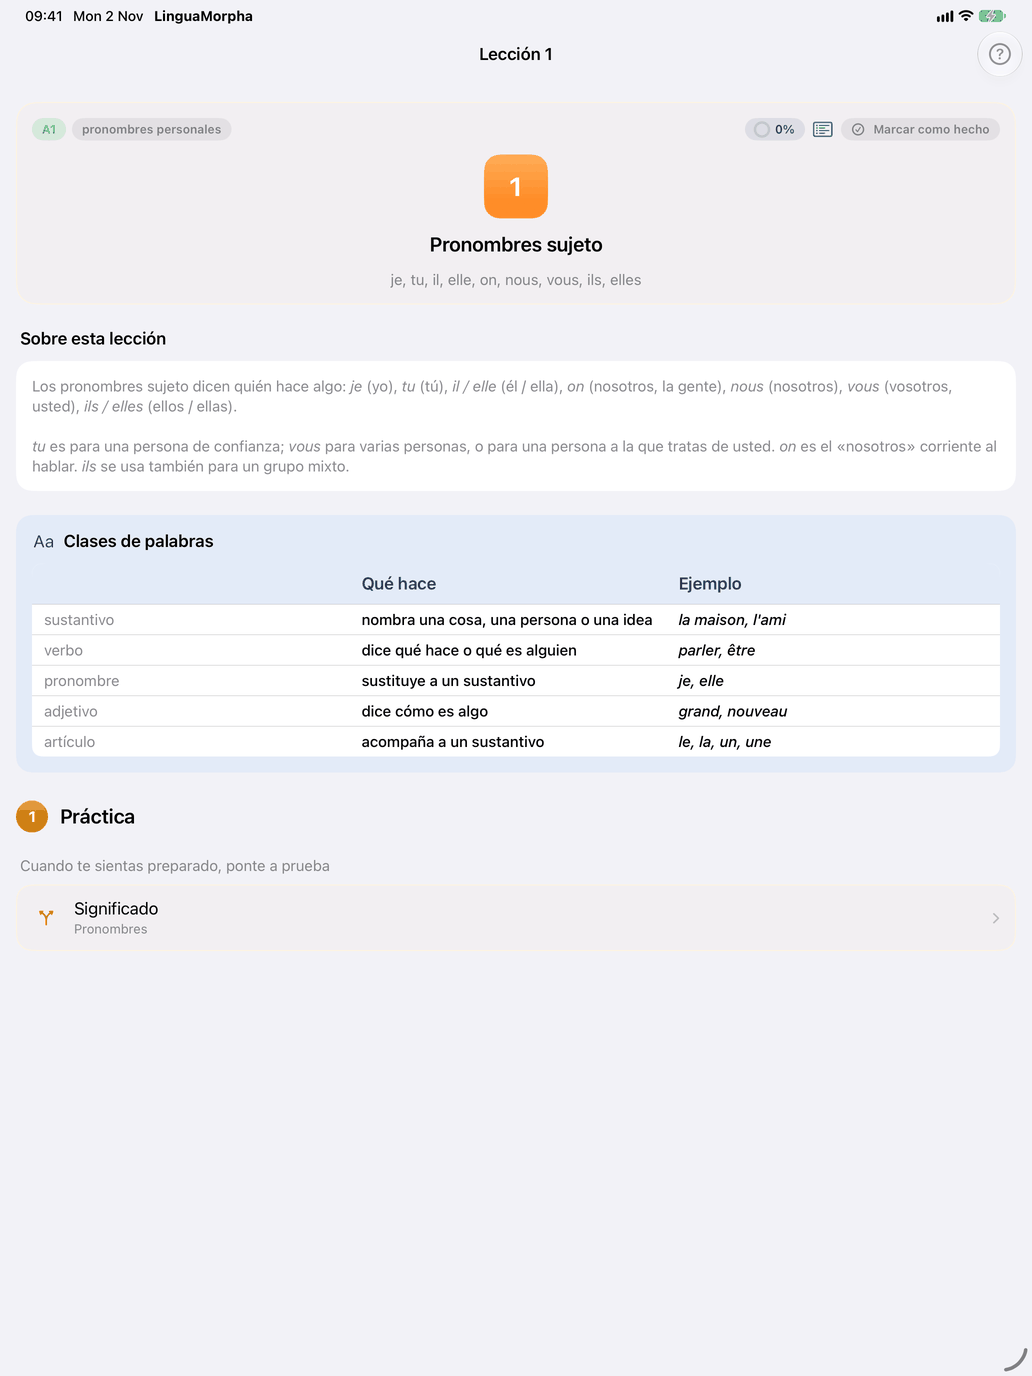 09:41 Mon 2 Nov LinguaMorpha
Lección 1
?
A1 pronombres personales 0% Marcar como hecho
1
Pronombres sujeto
je, tu, il, elle, on, nous, vous, ils, elles
Sobre esta lección
Los pronombres sujeto dicen quién hace algo: je (yo), tu (tú), il / elle (él / ella), on (nosotros, la gente), nous (nosotros), vous (vosotros,
usted), ils / elles (ellos / ellas).
tu es para una persona de confianza; vous para varias personas, o para una persona a la que tratas de usted. on es el «nosotros» corriente al
hablar. ils se usa también para un grupo mixto.
Aa Clases de palabras
Qué hace Ejemplo
sustantivo nombra una cosa, una persona o una idea la maison, l'ami
verbo dice qué hace o qué es alguien parler, être
pronombre sustituye a un sustantivo je, elle
adjetivo dice cómo es algo grand, nouveau
artículo acompaña a un sustantivo le, la, un, une
1 Práctica
Cuando te sientas preparado, ponte a prueba
Significado
Pronombres